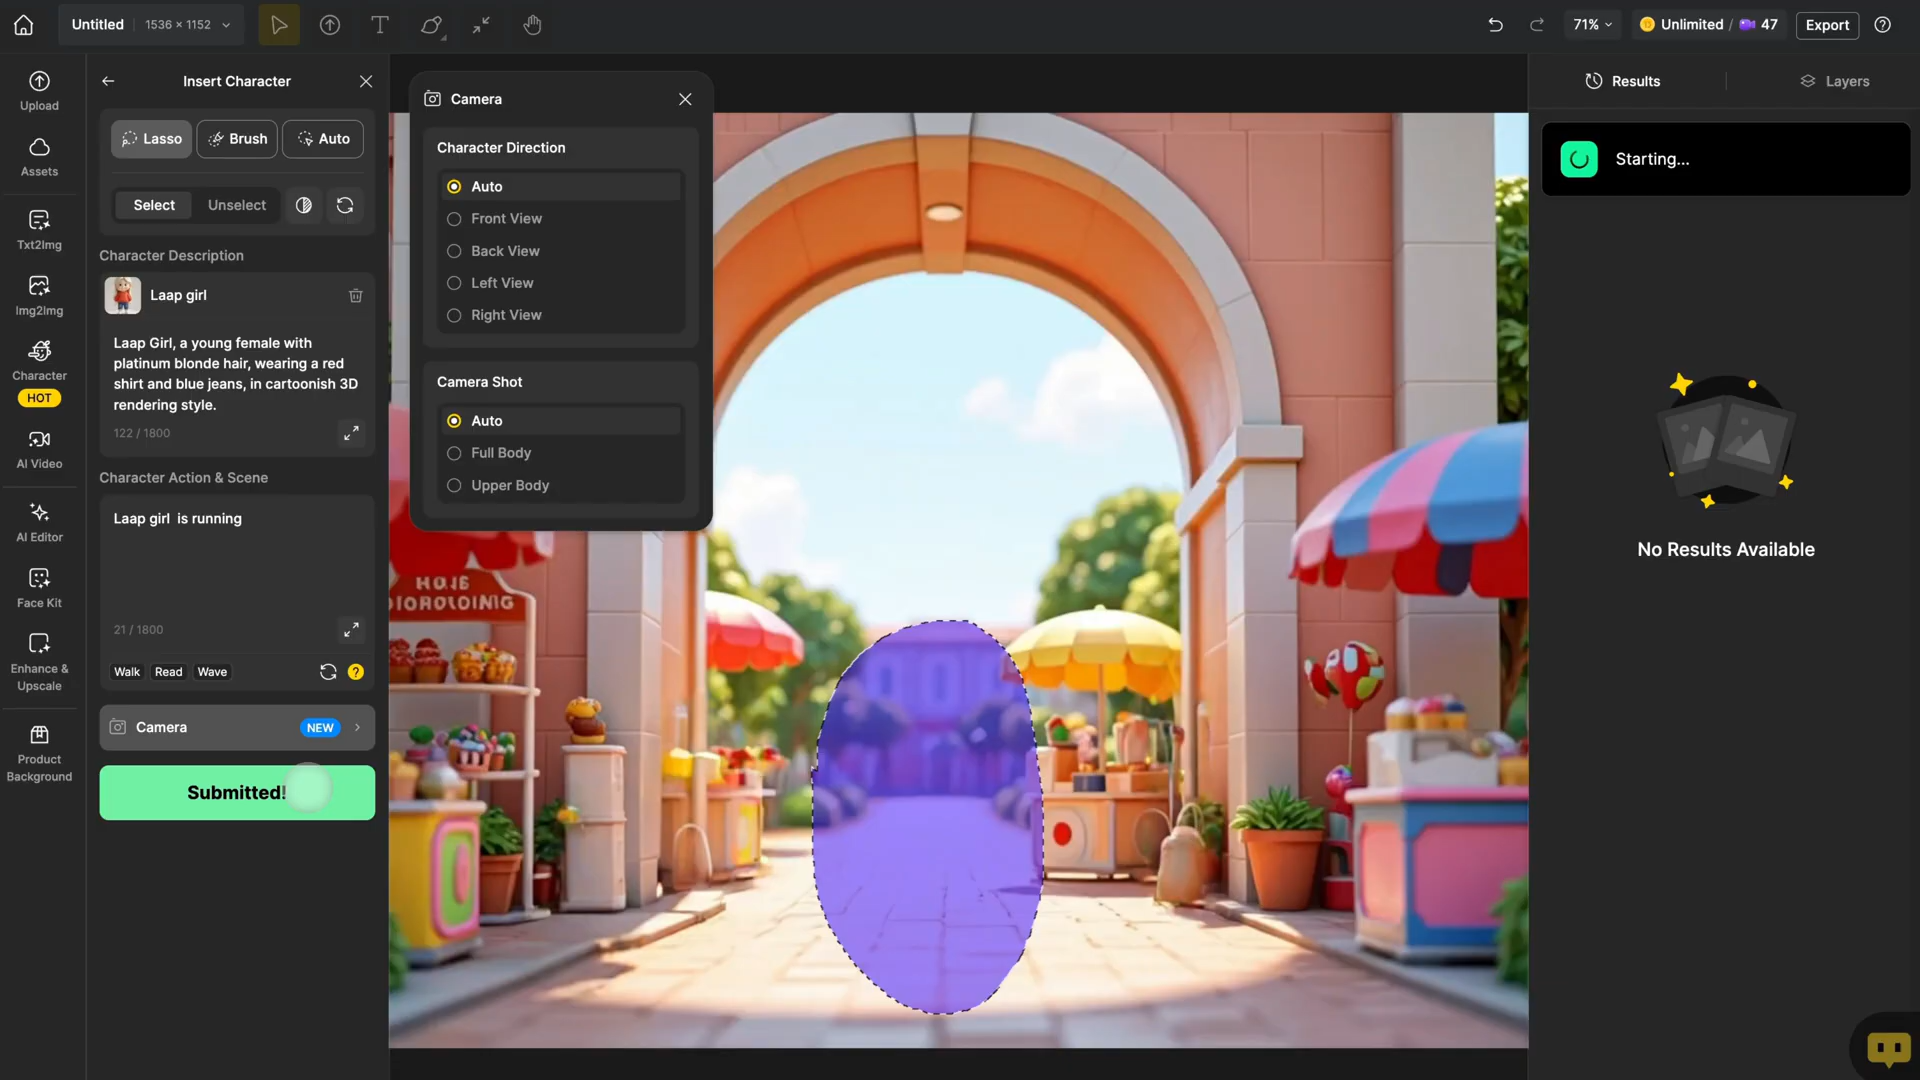 Untitled
1536 × 1152
71%
Unlimited / 47
Export
Upload
Assets
Txt2Img
Img2Img
Character
HOT
AI Video
AI Editor
Face Kit
Enhance &
Upscale
Product
Background
Insert Character
Lasso
Brush
Auto
Select
Unselect
Character Description
Laap girl
Laap Girl, a young female with
platinum blonde hair, wearing a red
shirt and blue jeans, in cartoonish 3D
rendering style.
122 / 1800
Character Action & Scene
Laap girl  is running
21 / 1800
Walk
Read
Wave
?
Camera
NEW
Submitted!
Camera
Character Direction
Auto
Front View
Back View
Left View
Right View
Camera Shot
Auto
Full Body
Upper Body
Results
Layers
Starting...
No Results Available